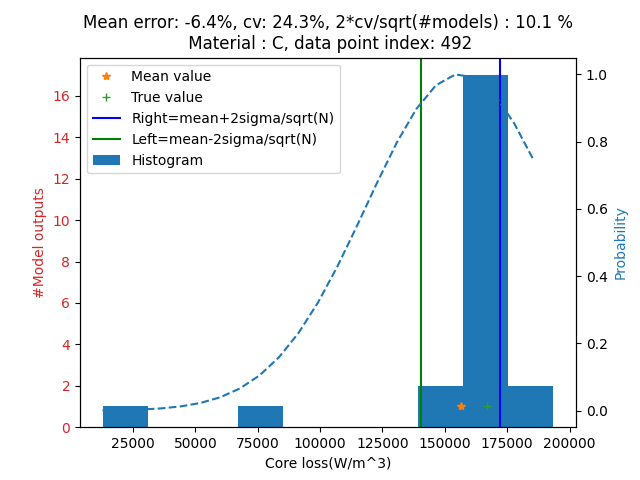 Mean error: -6.4%, cv: 24.3%, 2*cv/sqrt(#models) : 10.1 %
Material : C, data point index: 492
Mean value
True value
Right=mean+2sigma/sqrt(N)
Left=mean-2sigma/sqrt(N)
Histogram
#Model outputs
0
2
4
6
8
10
12
14
16
Probability
0.0
0.2
0.4
0.6
0.8
1.0
25000 50000 75000 100000 125000 150000 175000 200000
Core loss(W/m^3)